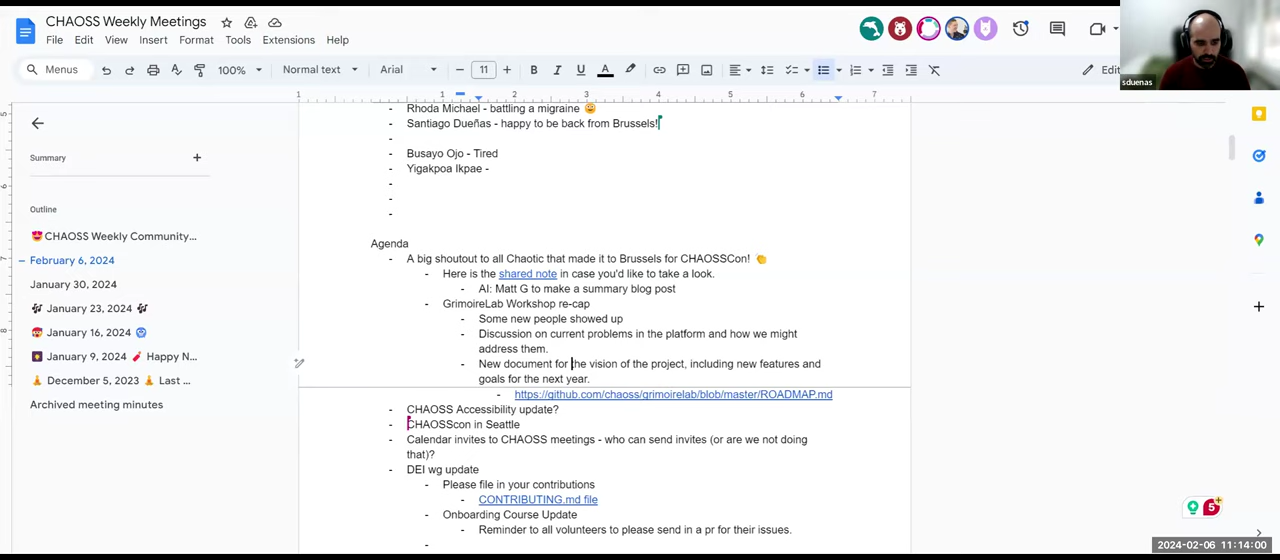 CHAOSS Weekly Meetings
File Edit View Insert Format Tools Extensions Help
Menus 100% Normal text Arial 11 B I U A
sduenas
1 1 2 3 4 5 6 7
Summary
Outline
CHAOSS Weekly Community...
February 6, 2024
January 30, 2024
January 23, 2024
January 16, 2024
January 9, 2024 Happy N...
December 5, 2023 Last ...
Archived meeting minutes
- Rhoda Michael - battling a migraine
- Santiago Dueñas - happy to be back from Brussels!
-
- Busayo Ojo - Tired
- Yigakpoa Ikpae -
-
-
-
Agenda
- A big shoutout to all Chaotic that made it to Brussels for CHAOSSCon!
- Here is the shared note in case you'd like to take a look.
- AI: Matt G to make a summary blog post
- GrimoireLab Workshop re-cap
- Some new people showed up
- Discussion on current problems in the platform and how we might
address them.
- New document for the vision of the project, including new features and
goals for the next year.
- https://github.com/chaoss/grimoirelab/blob/master/ROADMAP.md
- CHAOSS Accessibility update?
- CHAOSScon in Seattle
- Calendar invites to CHAOSS meetings - who can send invites (or are we not doing
that)?
- DEI wg update
- Please file in your contributions
- CONTRIBUTING.md file
- Onboarding Course Update
- Reminder to all volunteers to please send in a pr for their issues.
-
5
2024-02-06 11:14:00